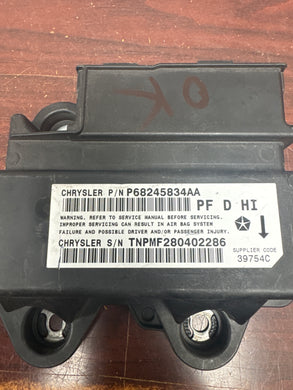 OK
CHRYSLER P/N P68245834AA
PF D HI
WARNING. REFER TO SERVICE MANUAL BEFORE SERVICING.
IMPROPER SERVICING CAN RESULT IN AIR BAG SYSTEM
FAILURE AND POSSIBLE DRIVER AND/OR PASSENGER INJURY.
CHRYSLER S/N TNPMF280402286
SUPPLIER CODE
39754C